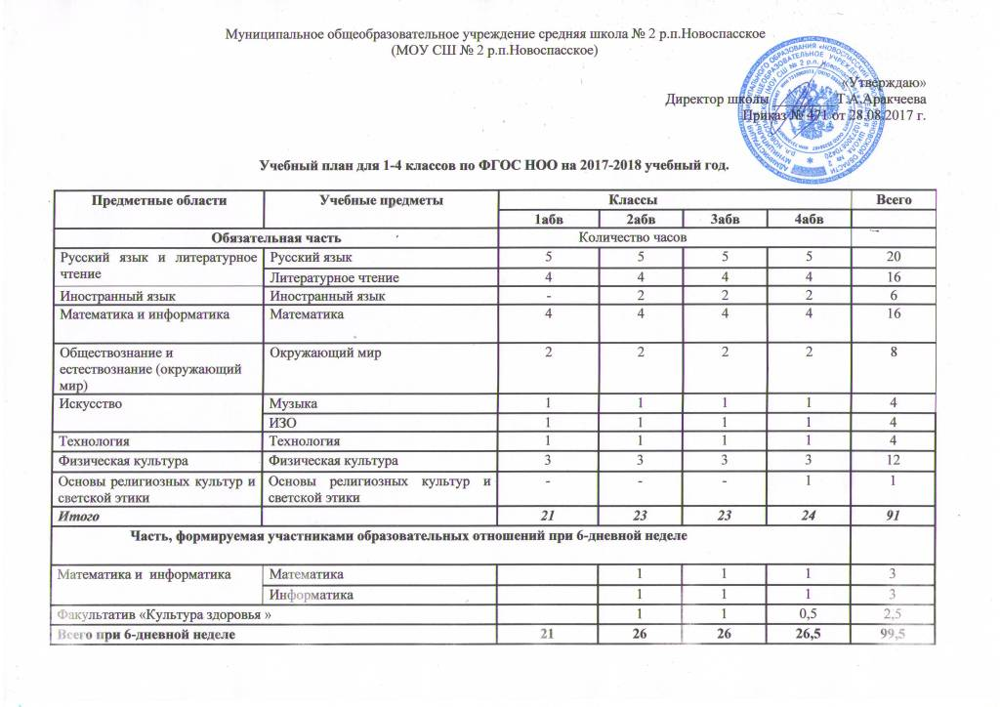 Муниципальное общеобразовательное учреждение средняя школа № 2 р.п.Новоспасское
(МОУ СШ № 2 р.п.Новоспасское)
«Утверждаю»
Директор школы Т.А.Аракчеева
Приказ № 471 от 28.08.2017 г.
Учебный план для 1-4 классов по ФГОС НОО на 2017-2018 учебный год.
Предметные области Учебные предметы Классы Всего
1абв 2абв 3абв 4абв
Обязательная часть Количество часов
Русский язык и литературное чтение Русский язык 5 5 5 5 20
Литературное чтение 4 4 4 4 16
Иностранный язык Иностранный язык - 2 2 2 6
Математика и информатика Математика 4 4 4 4 16
Обществознание и естествознание (окружающий мир) Окружающий мир 2 2 2 2 8
Искусство Музыка 1 1 1 1 4
ИЗО 1 1 1 1 4
Технология Технология 1 1 1 1 4
Физическая культура Физическая культура 3 3 3 3 12
Основы религиозных культур и светской этики Основы религиозных культур и светской этики - - - 1 1
Итого 21 23 23 24 91
Часть, формируемая участниками образовательных отношений при 6-дневной неделе
Математика и информатика Математика 1 1 1 3
Информатика 1 1 1 3
Факультатив «Культура здоровья » 1 1 0,5 2,5
Всего при 6-дневной неделе 21 26 26 26,5 99,5